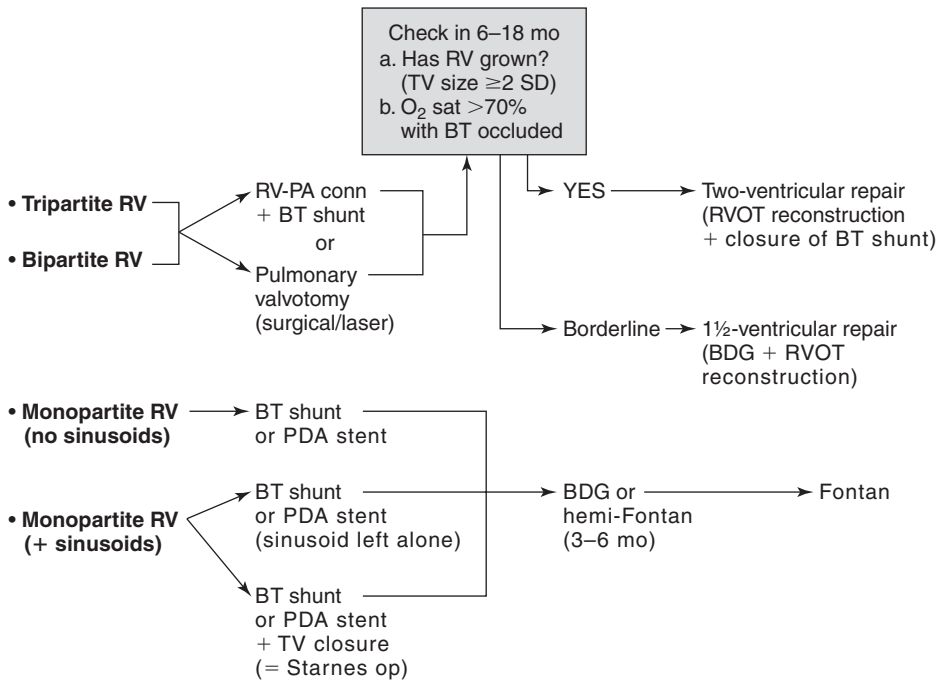 Check in 6–18 mo
a. Has RV grown?
(TV size ≥2 SD)
b. O₂ sat >70%
with BT occluded
• Tripartite RV
• Bipartite RV
RV-PA conn
+ BT shunt
or
Pulmonary
valvotomy
(surgical/laser)
YES
Two-ventricular repair
(RVOT reconstruction
+ closure of BT shunt)
Borderline
1½-ventricular repair
(BDG + RVOT
reconstruction)
• Monopartite RV
(no sinusoids)
BT shunt
or PDA stent
• Monopartite RV
(+ sinusoids)
BT shunt
or PDA stent
(sinusoid left alone)
BT shunt
or PDA stent
+ TV closure
(= Starnes op)
BDG or
hemi-Fontan
(3–6 mo)
Fontan